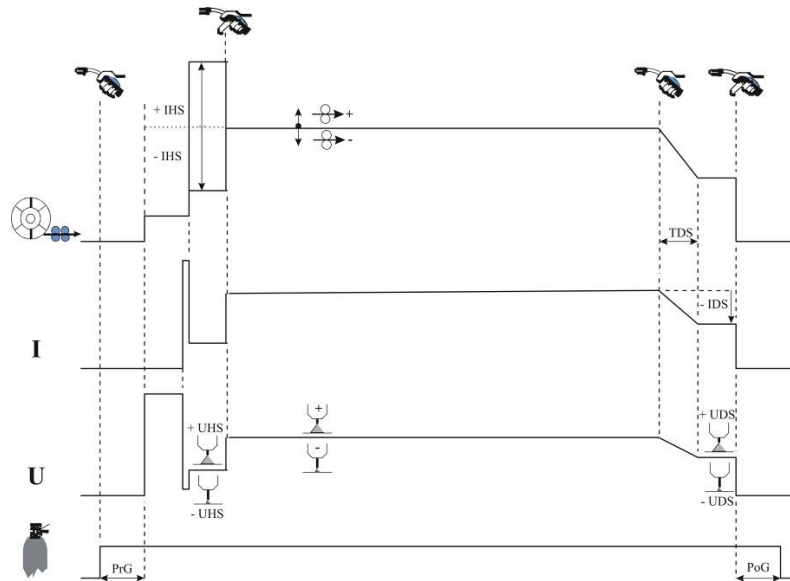 + IHS
+
- IHS
-
TDS
- IDS
I
+ UHS
+
+ UDS
-
U
- UHS
- UDS
PrG
PoG